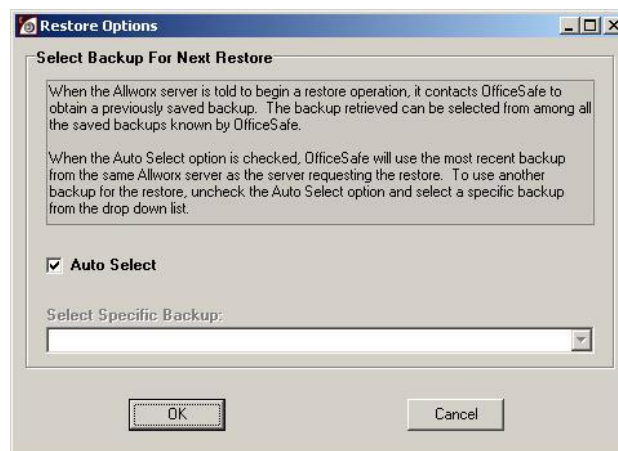 Restore Options
Select Backup For Next Restore
When the Allworx server is told to begin a restore operation, it contacts OfficeSafe to
obtain a previously saved backup. The backup retrieved can be selected from among all
the saved backups known by OfficeSafe.
When the Auto Select option is checked, OfficeSafe will use the most recent backup
from the same Allworx server as the server requesting the restore. To use another
backup for the restore, uncheck the Auto Select option and select a specific backup
from the drop down list.
Auto Select
Select Specific Backup:
OK
Cancel